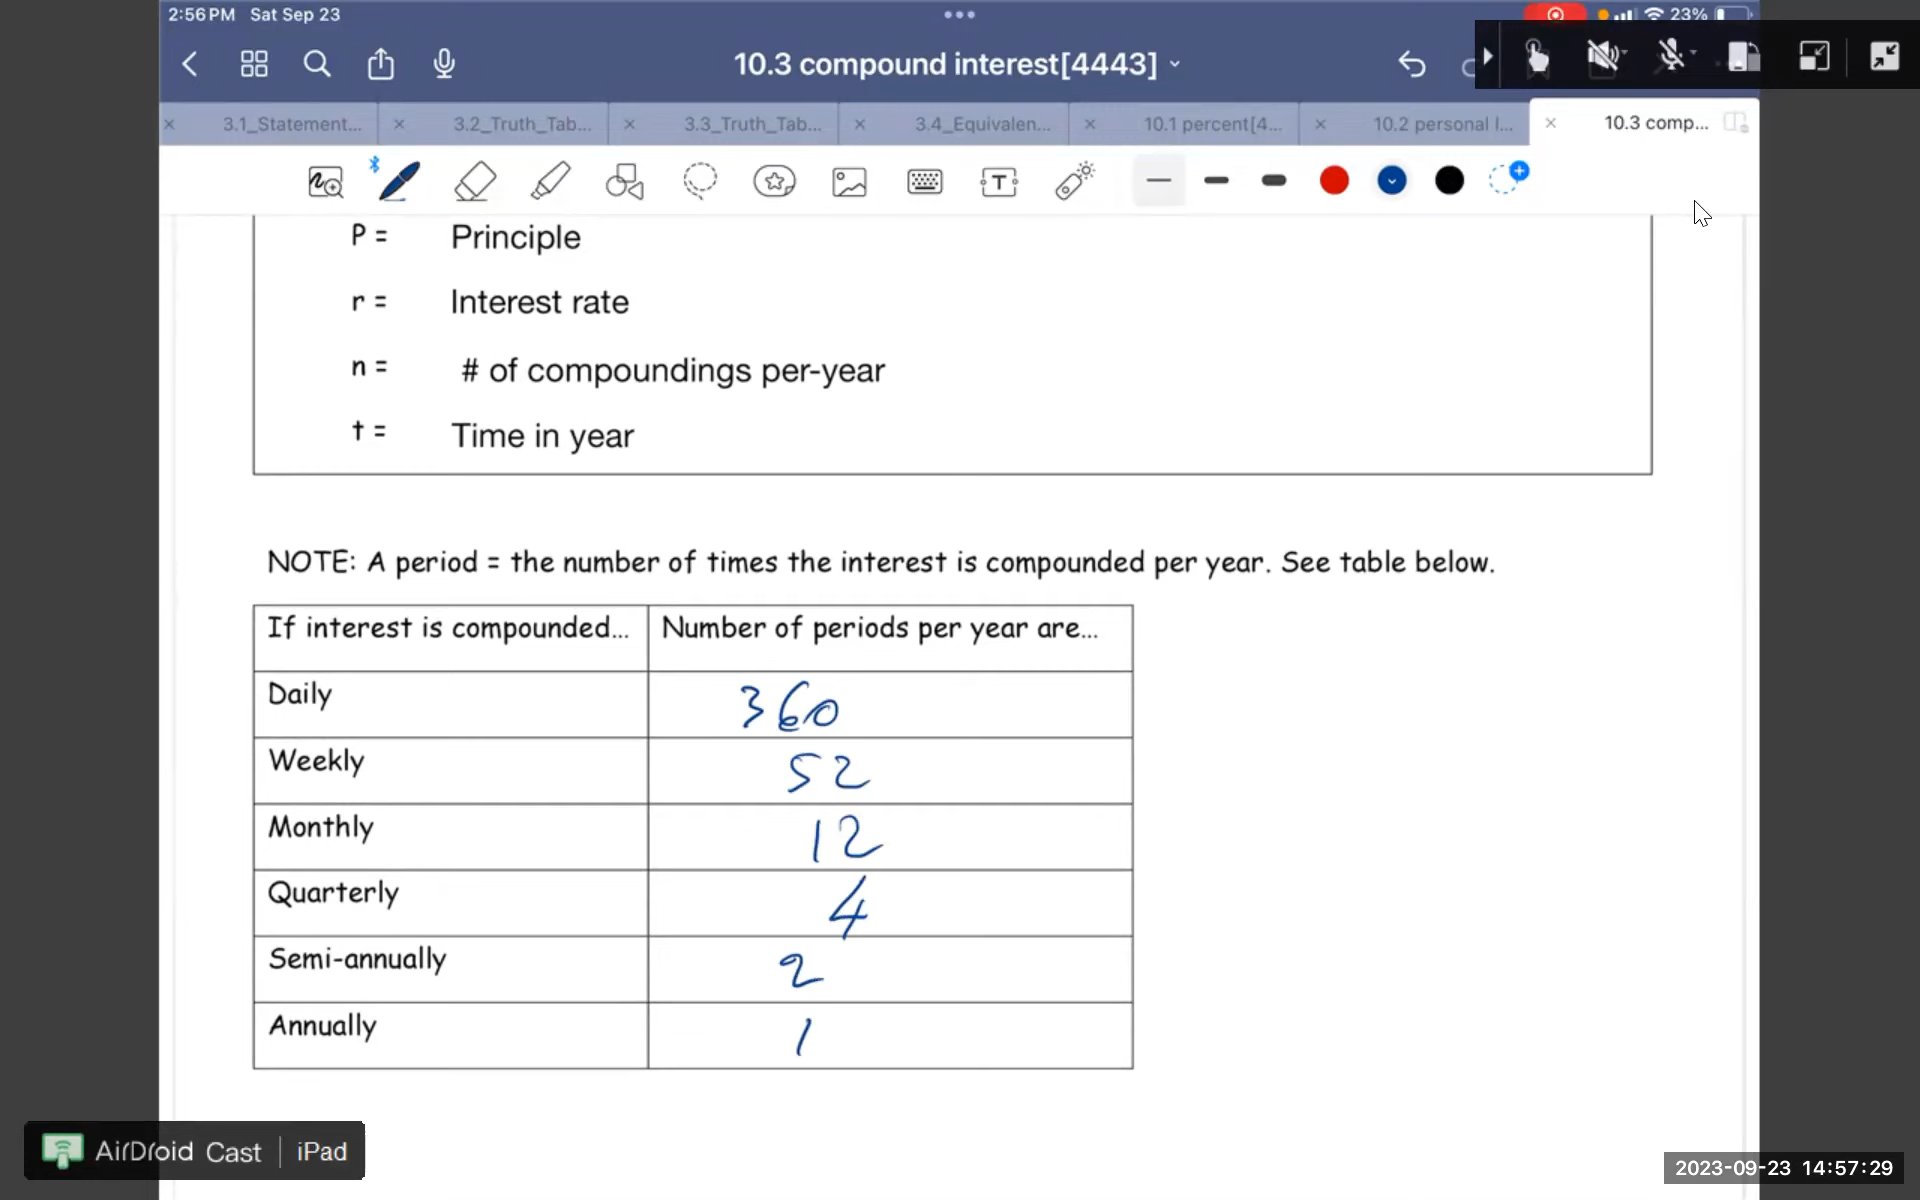 2:56 PM Sat Sep 23
23%
10.3 compound interest[4443]
3.1_Statement... 3.2_Truth_Tab... 3.3_Truth_Tab... 3.4_Equivalen... 10.1 percent[4... 10.2 personal l... 10.3 comp...
P = Principle
r = Interest rate
n = # of compoundings per-year
t = Time in year
NOTE: A period = the number of times the interest is compounded per year. See table below.
If interest is compounded... Number of periods per year are...
Daily 360
Weekly 52
Monthly 12
Quarterly 4
Semi-annually 2
Annually 1
AirDroid Cast | iPad
2023-09-23 14:57:29